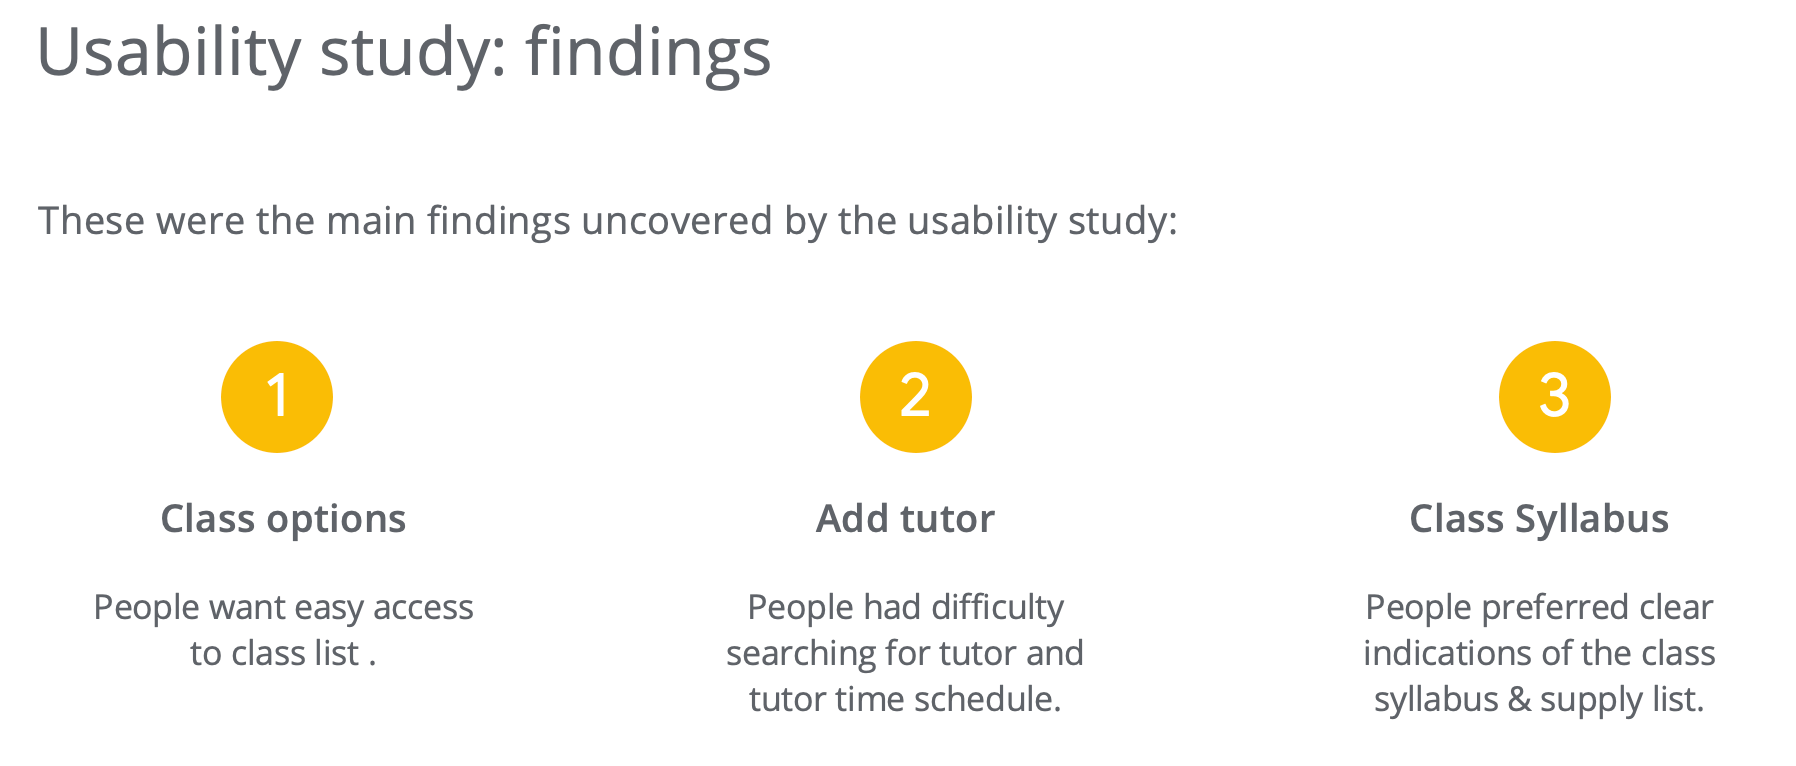 Usability study: findings
These were the main findings uncovered by the usability study:
1
Class options
People want easy access
to class list .
2
Add tutor
People had difficulty
searching for tutor and
tutor time schedule.
3
Class Syllabus
People preferred clear
indications of the class
syllabus & supply list.